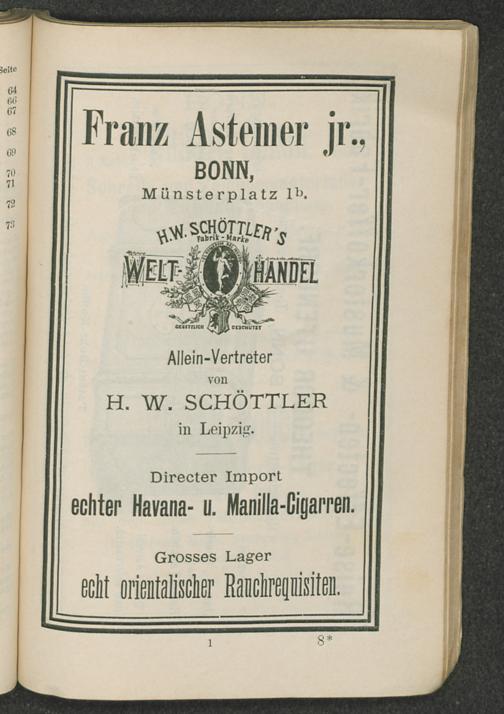 Seite
64
66
67
68
69
70
71
72
73
Franz Astemer jr.,
BONN,
Münsterplatz 1b.
H. W. SCHÖTTLER'S
Fabrik-Marke
WELT-HANDEL
GESETZLICH GESCHÜTZT
Allein-Vertreter
von
H. W. SCHÖTTLER
in Leipzig.
Directer Import
echter Havana- u. Manilla-Cigarren.
Grosses Lager
echt orientalischer Rauchrequisiten.
1 8*